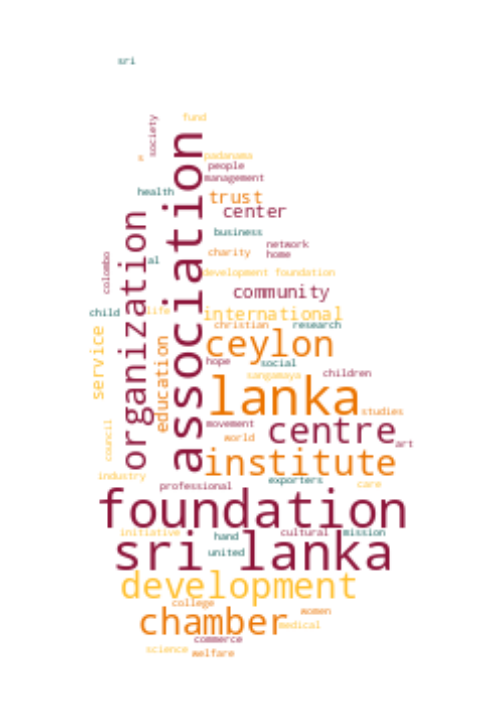 sri
fund
society
association
padanama
people
management
health
trust
center
organization
business
network
charity
home
colombo
al
development foundation
community
child
life
international
christian
research
service
education
ceylon
hope
social
sangamaya
children
lanka
studies
council
movement
centre
world
art
institute
industry
professional
exporters
care
foundation
initiative
hand
cultural
mission
sri lanka
united
development
college
women
chamber
medical
commerce
science
welfare